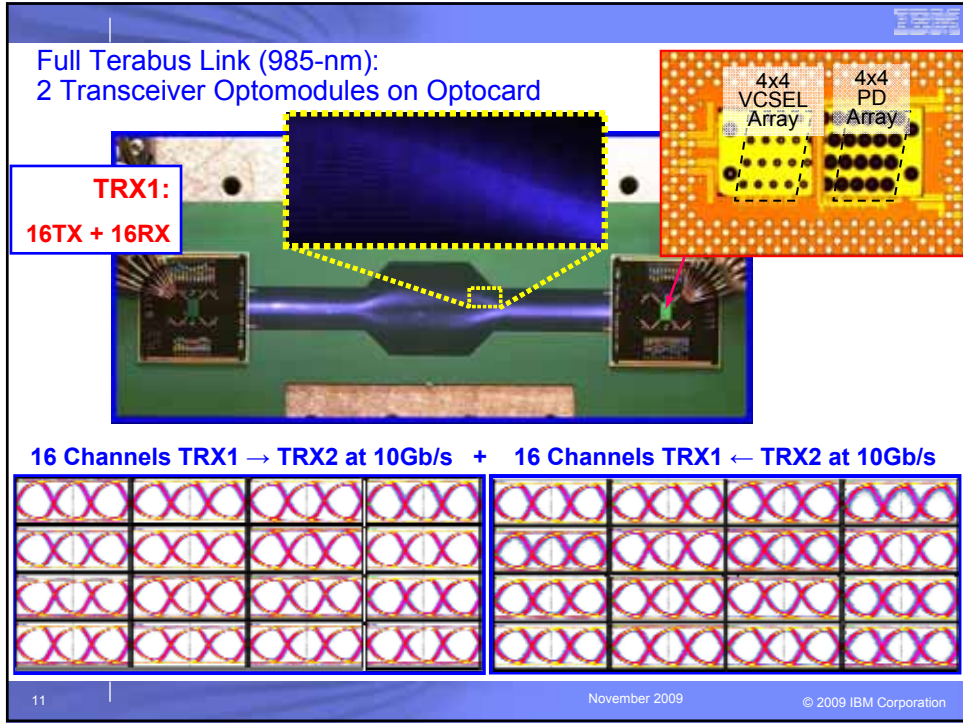 IBM
Full Terabus Link (985-nm):
2 Transceiver Optomodules on Optocard
4x4
VCSEL
Array
4x4
PD
Array
TRX1:
16TX + 16RX
16 Channels TRX1 → TRX2 at 10Gb/s + 16 Channels TRX1 ← TRX2 at 10Gb/s
11 November 2009 © 2009 IBM Corporation